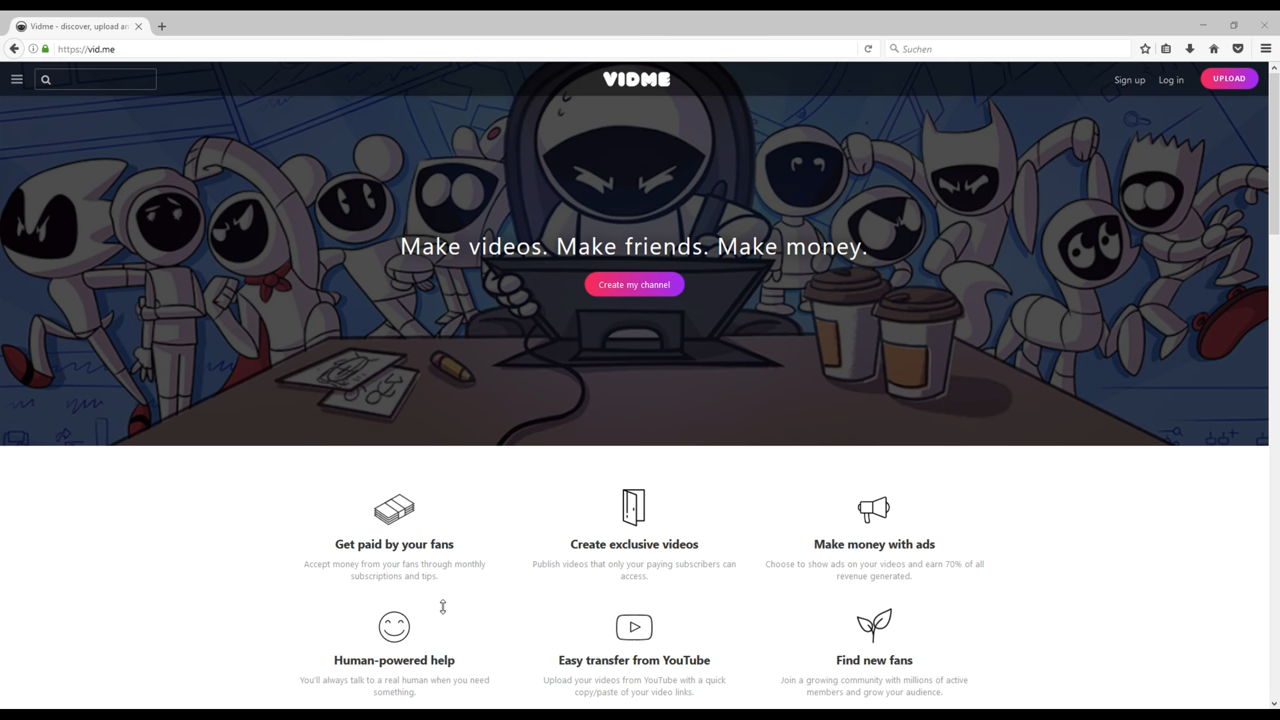 Vidme - discover, upload an
https://vid.me
Suchen
VIDME
Sign up
Log in
UPLOAD
Make videos. Make friends. Make money.
Create my channel
Get paid by your fans
Accept money from your fans through monthly
subscriptions and tips.
Create exclusive videos
Publish videos that only your paying subscribers can
access.
Make money with ads
Choose to show ads on your videos and earn 70% of all
revenue generated.
Human-powered help
You'll always talk to a real human when you need
something.
Easy transfer from YouTube
Upload your videos from YouTube with a quick
copy/paste of your video links.
Find new fans
Join a growing community with millions of active
members and grow your audience.